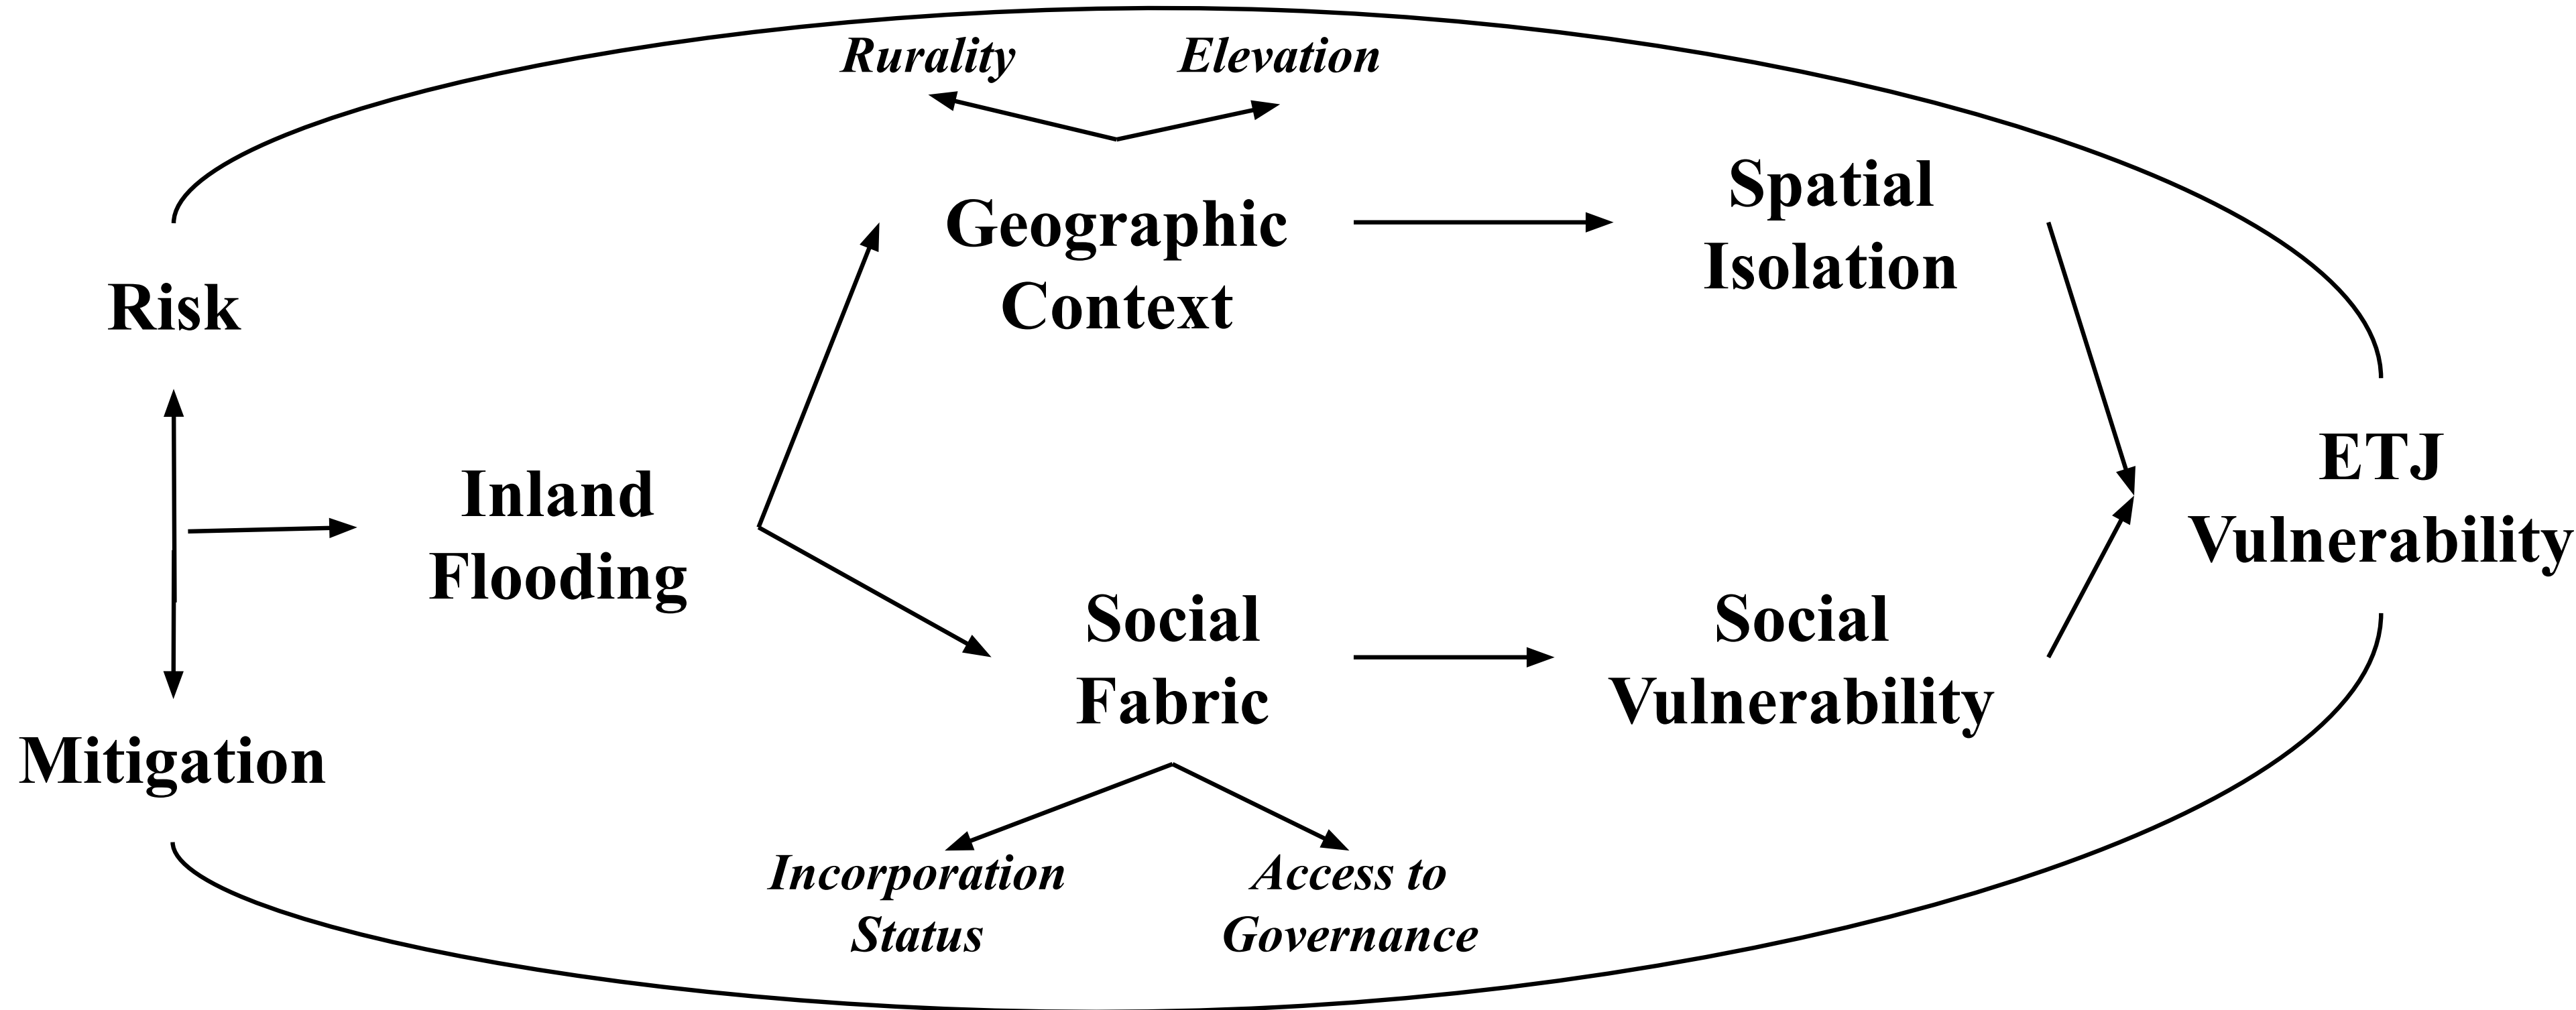 Rurality
Elevation
Geographic
Context
Spatial
Isolation
Risk
Inland
Flooding
ETJ
Vulnerability
Mitigation
Social
Fabric
Social
Vulnerability
Incorporation
Status
Access to
Governance